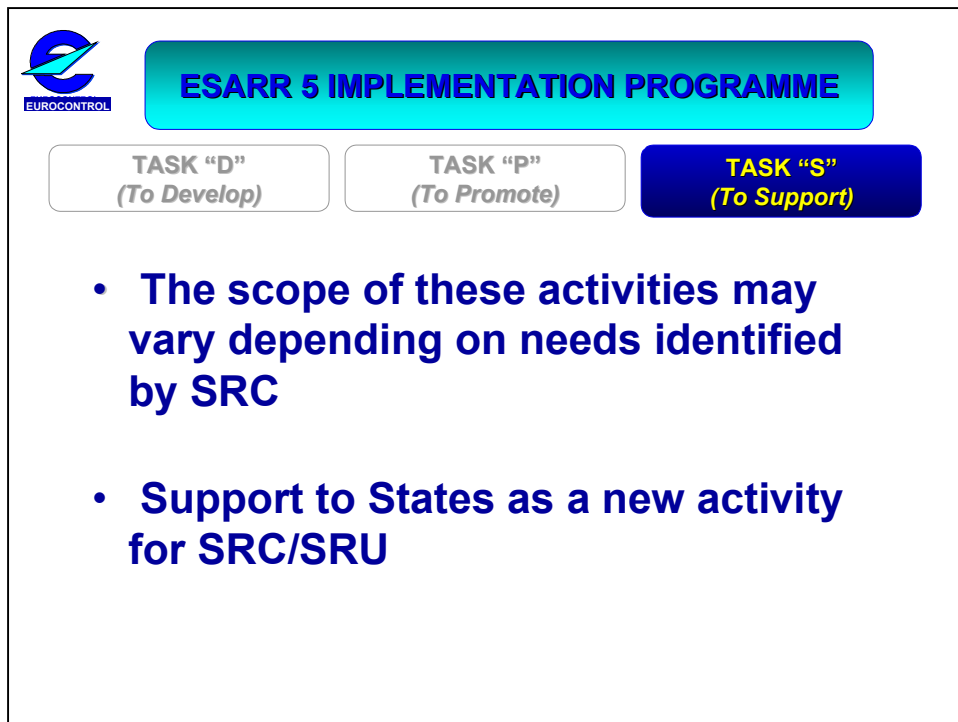 EUROCONTROL
ESARR 5 IMPLEMENTATION PROGRAMME
TASK “D”
(To Develop)
TASK “P”
(To Promote)
TASK “S”
(To Support)
• The scope of these activities may
vary depending on needs identified
by SRC
• Support to States as a new activity
for SRC/SRU